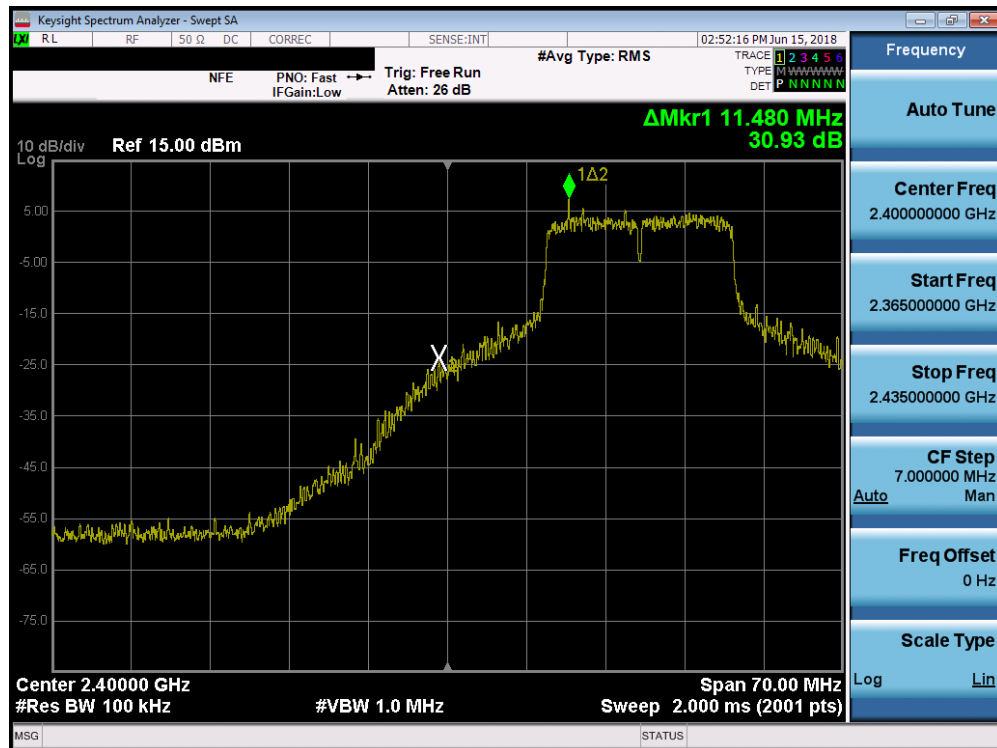 Keysight Spectrum Analyzer - Swept SA
LXI RL RF 50 Ω DC CORREC SENSE:INT 02:52:16 PM Jun 15, 2018
NFE PNO: Fast Trig: Free Run #Avg Type: RMS TRACE 1 2 3 4 5 6
IFGain:Low Atten: 26 dB TYPE M WWWWW
DET P N N N N N
ΔMkr1 11.480 MHz
30.93 dB
10 dB/div Ref 15.00 dBm
Log
1Δ2
5.00
-5.00
-15.0
-25.0
X
-35.0
-45.0
-55.0
-65.0
-75.0
Center 2.40000 GHz Span 70.00 MHz
#Res BW 100 kHz #VBW 1.0 MHz Sweep 2.000 ms (2001 pts)
MSG STATUS
Frequency
Auto Tune
Center Freq
2.400000000 GHz
Start Freq
2.365000000 GHz
Stop Freq
2.435000000 GHz
CF Step
7.000000 MHz
Auto Man
Freq Offset
0 Hz
Scale Type
Log Lin